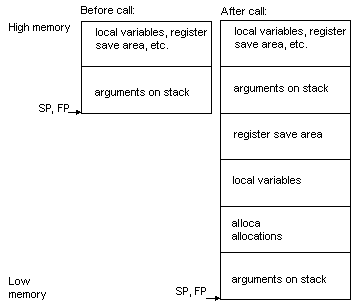 Before call:
After call:
High memory
local variables, register
save area, etc.
local variables, register
save area, etc.
arguments on stack
arguments on stack
SP, FP
register save area
local variables
alloca
allocations
arguments on stack
Low
memory
SP, FP